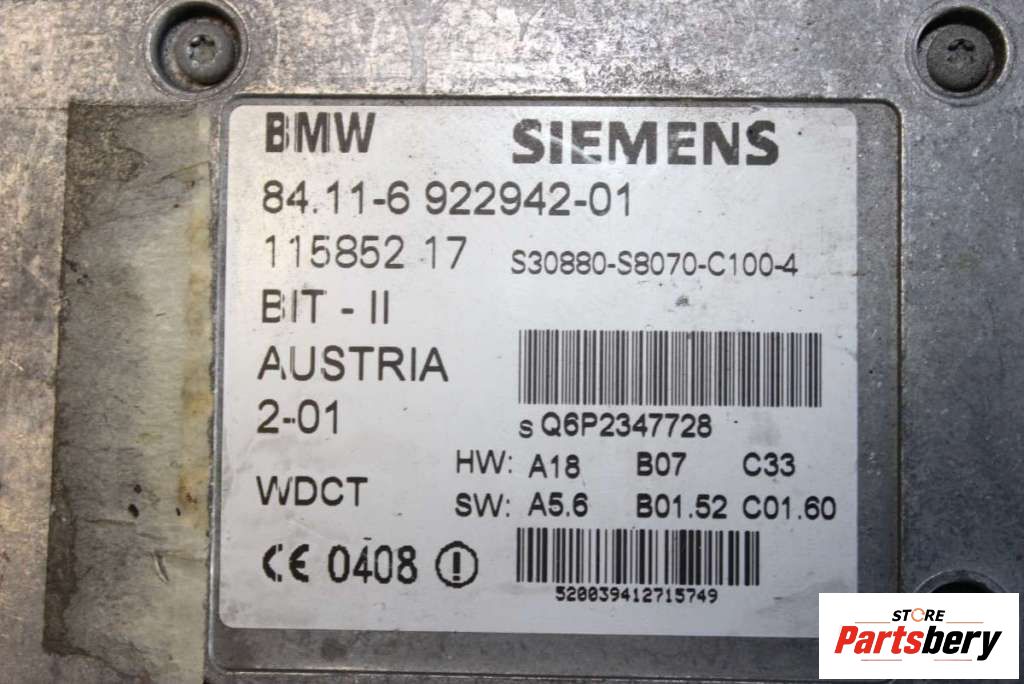 BMW SIEMENS
84.11-6 922942-01
115852 17 S30880-S8070-C100-4
BIT - II
AUSTRIA
2-01 s Q6P2347728
HW: A18 B07 C33
WDCT SW: A5.6 B01.52 C01.60
CE 0408
520039412715749
STORE
Partsbery